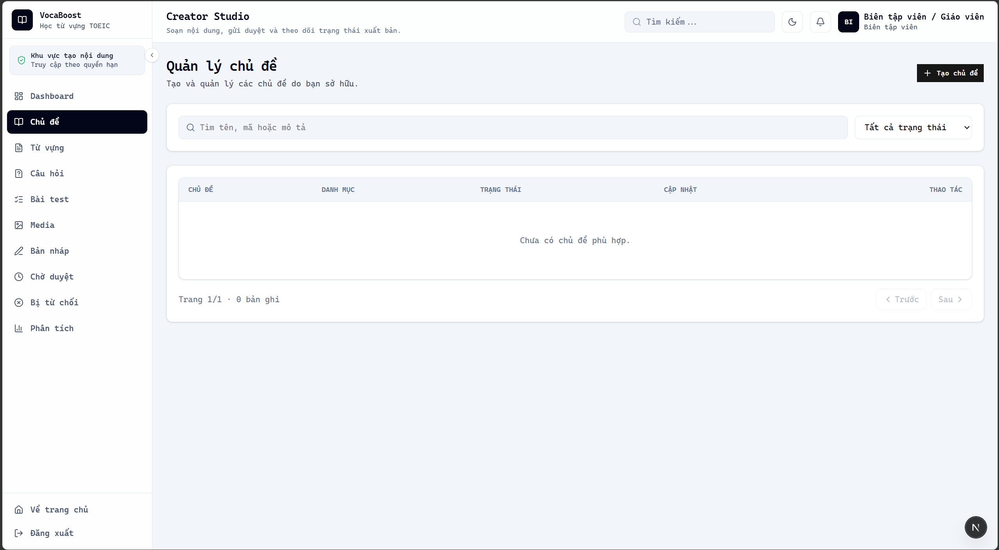 VocaBoost
Học từ vựng TOEIC
Khu vực tạo nội dung
Truy cập theo quyền hạn
Dashboard
Chủ đề
Từ vựng
Câu hỏi
Bài test
Media
Bản nháp
Chờ duyệt
Bị từ chối
Phân tích
Về trang chủ
Đăng xuất
Creator Studio
Soạn nội dung, gửi duyệt và theo dõi trạng thái xuất bản.
Tìm kiếm...
BI
Biên tập viên / Giáo viên
Biên tập viên
Quản lý chủ đề
Tạo và quản lý các chủ đề do bạn sở hữu.
Tạo chủ đề
Tìm tên, mã hoặc mô tả
Tất cả trạng thái
CHỦ ĐỀ DANH MỤC TRẠNG THÁI CẬP NHẬT THAO TÁC
Chưa có chủ đề phù hợp.
Trang 1/1 · 0 bản ghi
Trước
Sau
N